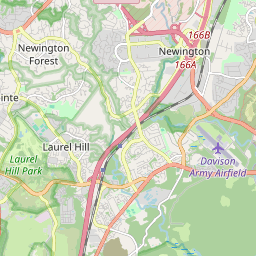 166B
Newington
Forest
Newington
166A
inte
Laurel Hill
Laurel
Hill Park
Davison
Army Airfield